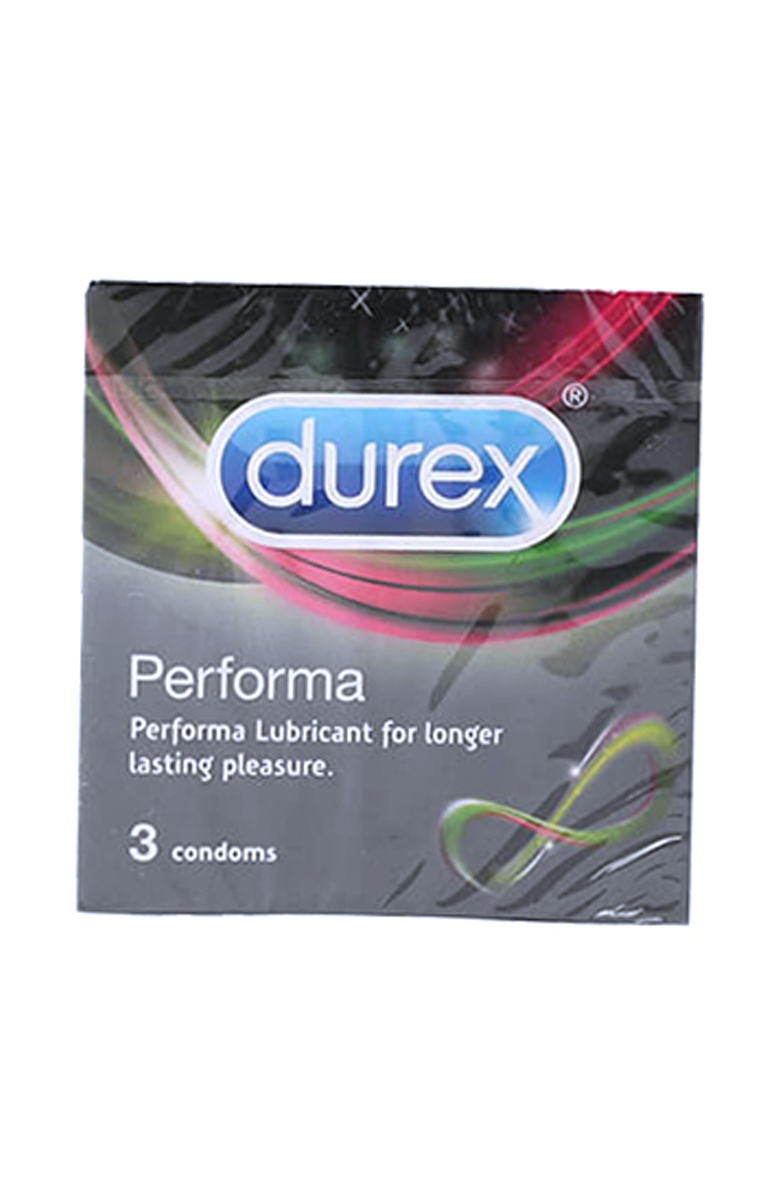 durex®
Performa
Performa Lubricant for longer
lasting pleasure.
3 condoms